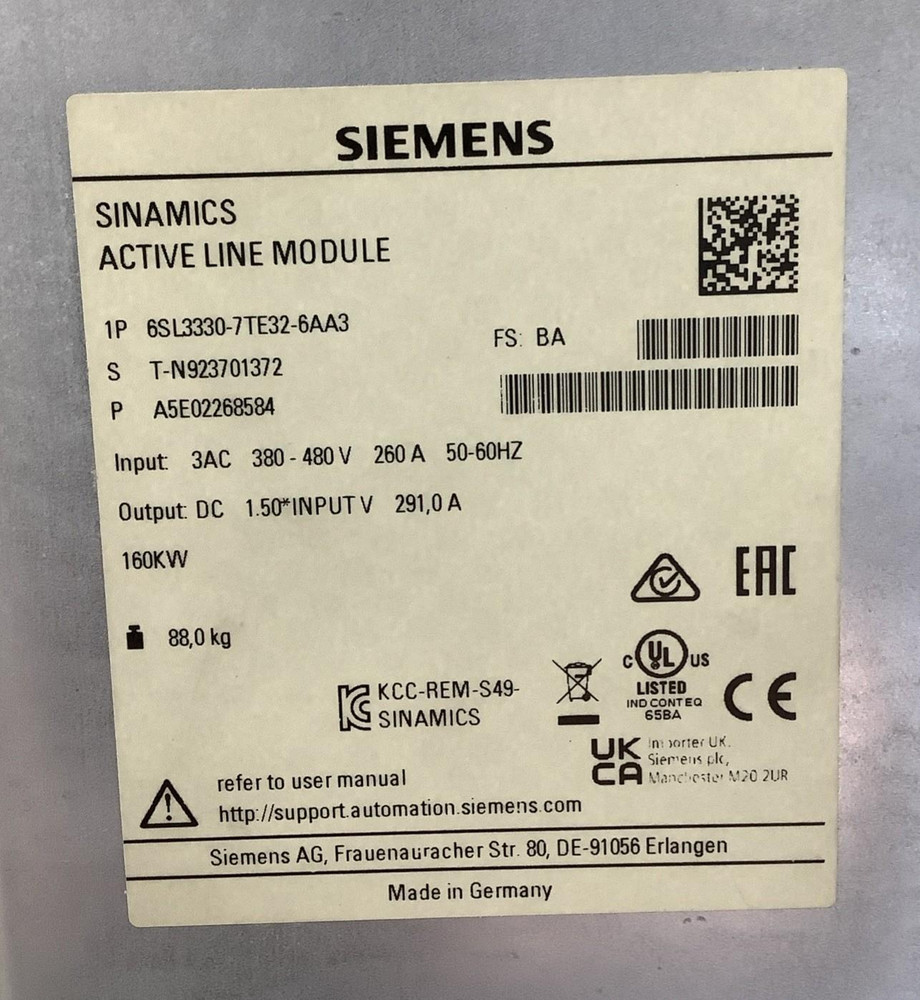 SIEMENS
SINAMICS
ACTIVE LINE MODULE
1P 6SL3330-7TE32-6AA3
FS: BA
S T-N923701372
P A5E02268584
Input: 3AC 380 - 480 V 260 A 50-60HZ
Output: DC 1.50*INPUT V 291,0 A
160KW
EAC
88,0 kg
C UL US
LISTED
IND CONT EQ
65BA
CE
KCC-REM-S49-
SINAMICS
UK
CA
Importer UK.
Siemens plc,
Manchester M20 2UR
refer to user manual
http://support.automation.siemens.com
Siemens AG, Frauenauracher Str. 80, DE-91056 Erlangen
Made in Germany